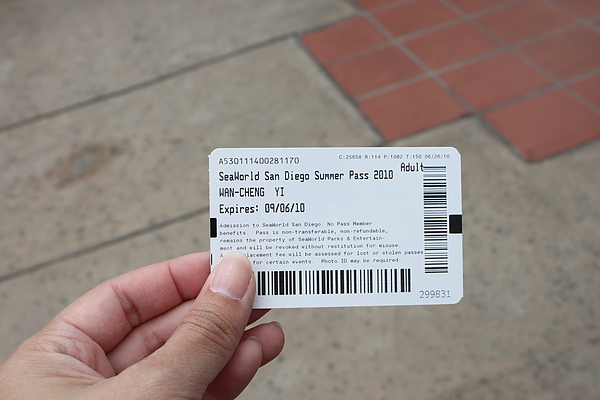 A530111400281170 C:25658 R:114 P:1082 T:150 06/26/10
SeaWorld San Diego Summer Pass 2010 Adult
WAN-CHENG YI
Expires: 09/06/10
Admission to SeaWorld San Diego. No Pass Member
benefits. Pass is non-transferable, non-refundable,
remains the property of SeaWorld Parks & Entertain-
ment and will be revoked without restitution for misuse.
A lacement fee will be assessed for lost or stolen passes
for certain events. Photo ID may be required.
299831